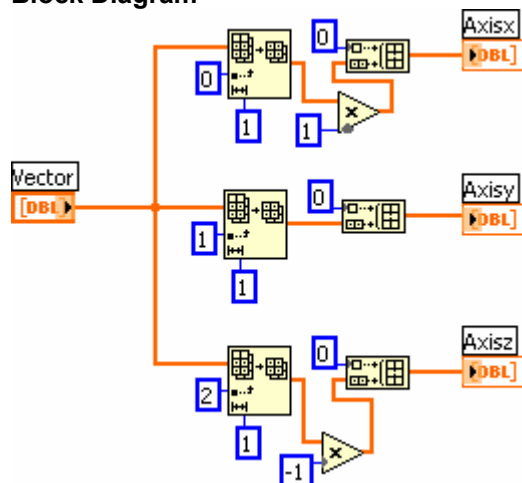 Block Diagram
Axisx
0
DBL]
0
×
1
1
Vector
[DBL]
Axisy
0
DBL]
1
1
Axisz
0
DBL]
2
×
1
-1